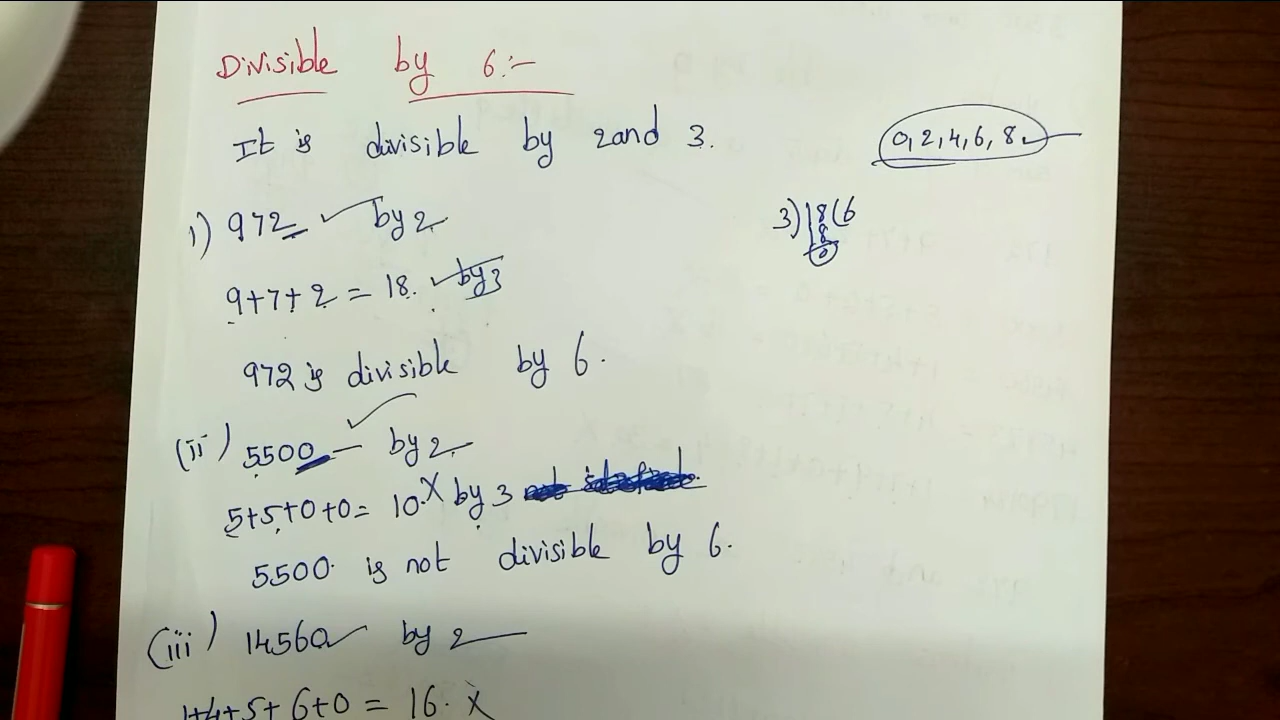 Divisible by 6:-
It is divisible by 2 and 3.
0, 2, 4, 6, 8
1) 972 ✓ by 2
3)18(6
18
0
9+7+2 = 18. ✓ by 3
972 is divisible by 6.
(ii) 5500 — ✓ by 2
5+5+0+0= 10 X by 3
5500 is not divisible by 6.
(iii) 14560 ✓ by 2
1+4+5+6+0 = 16. X